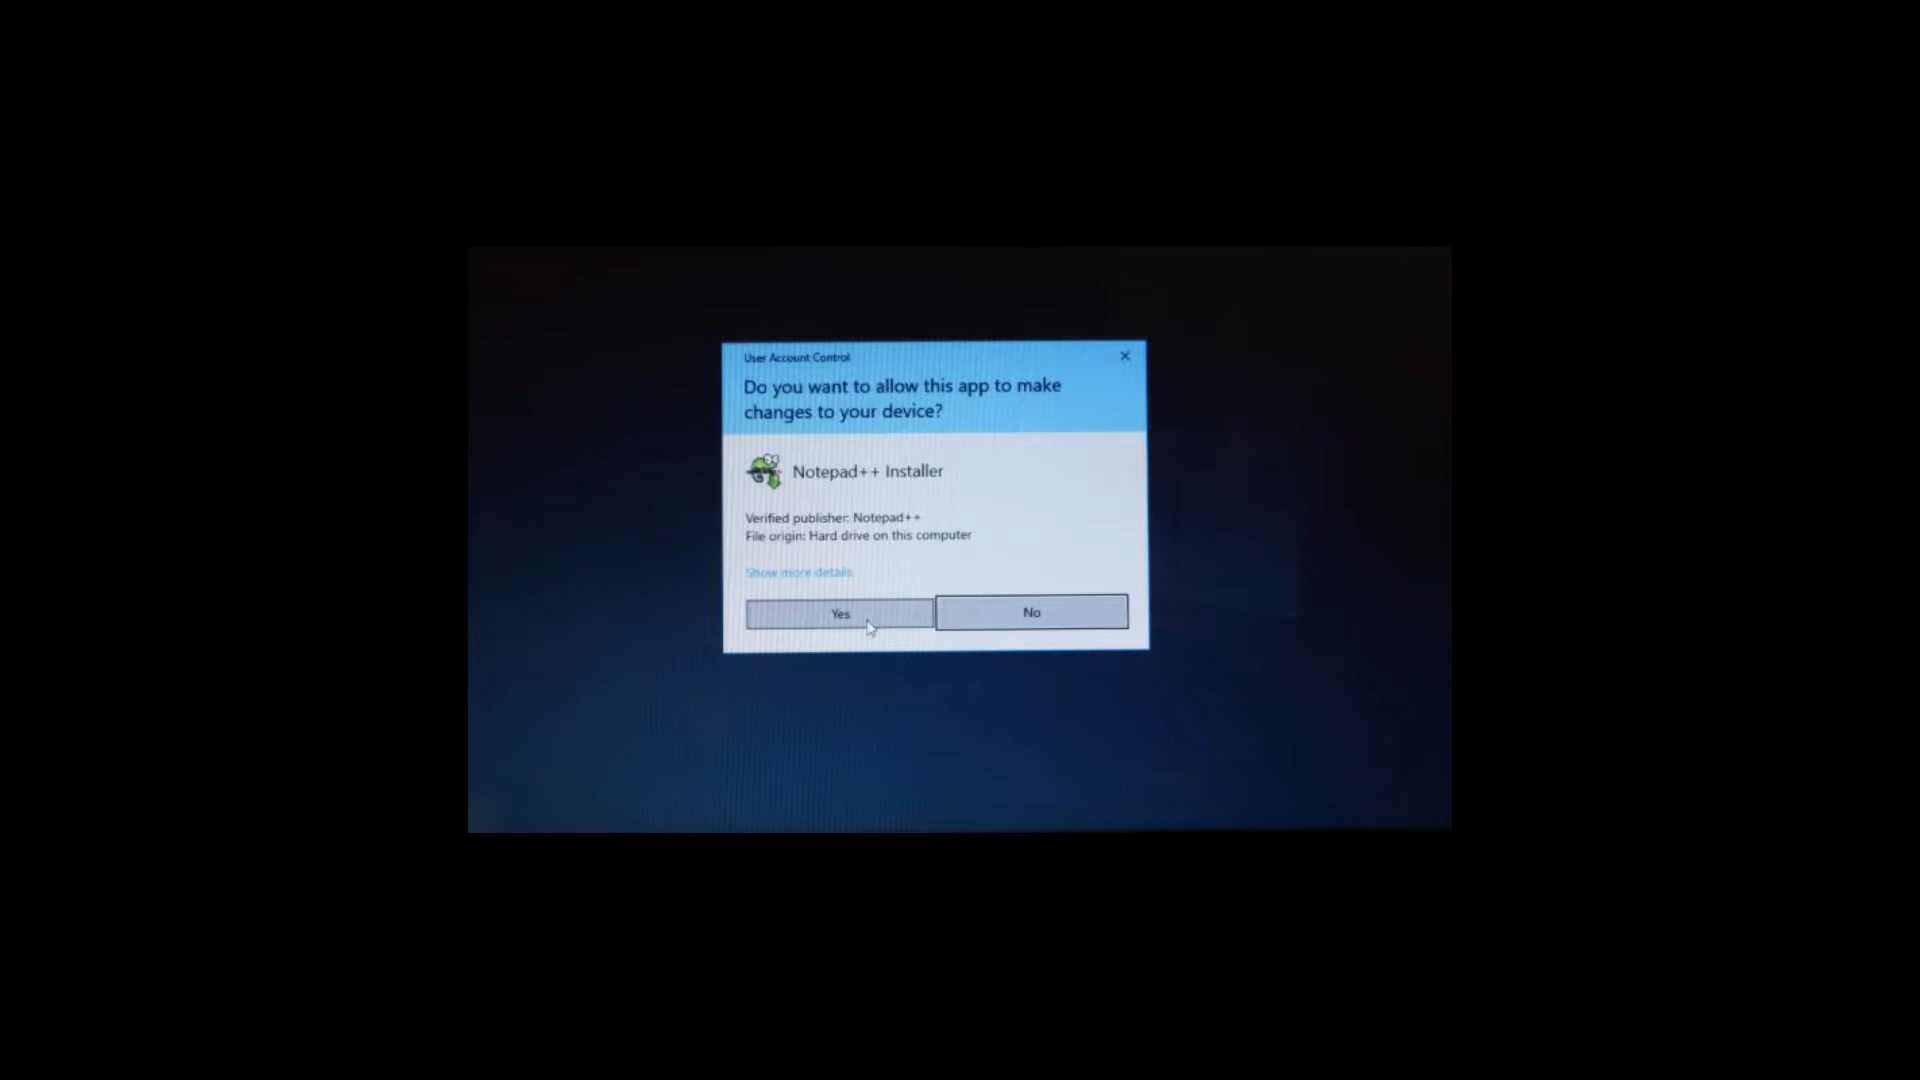 User Account Control
Do you want to allow this app to make
changes to your device?
Notepad++ Installer
Verified publisher: Notepad++
File origin: Hard drive on this computer
Show more details
Yes
No